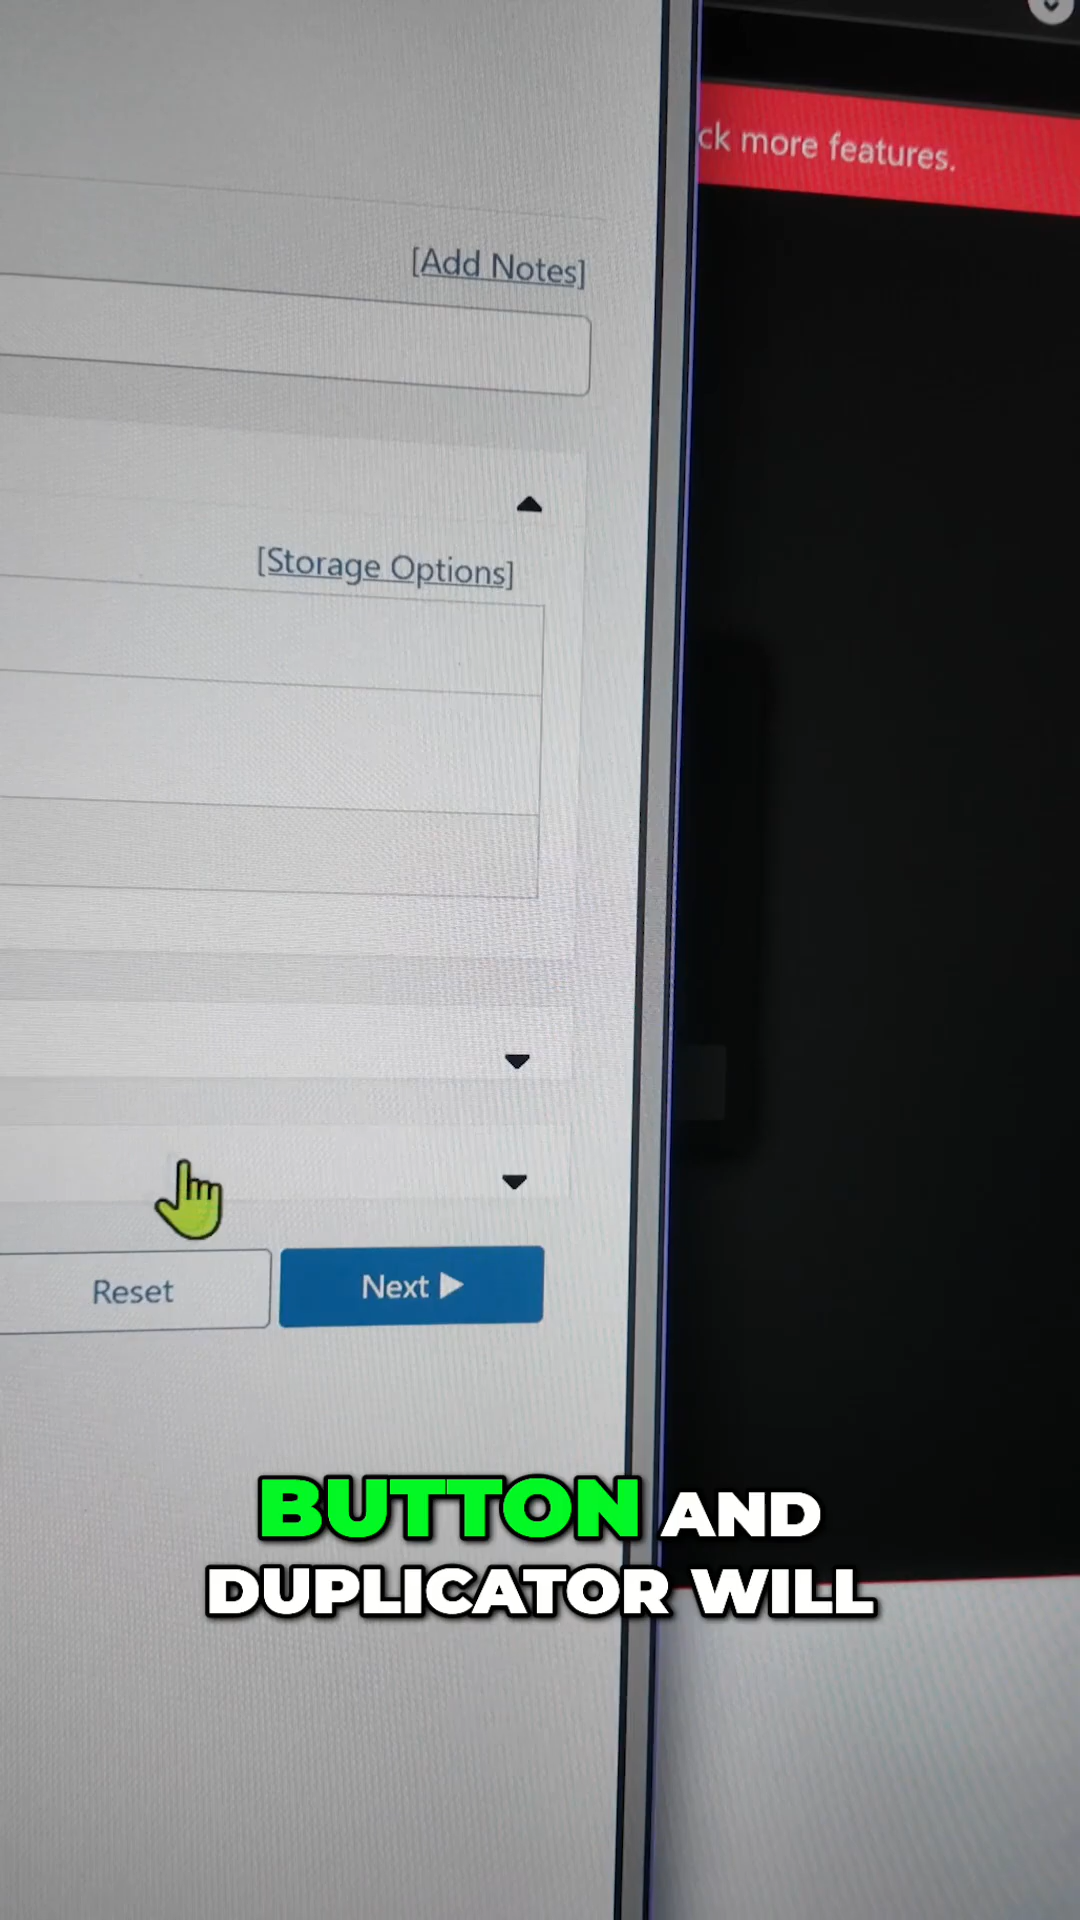 ck more features.
[Add Notes]
[Storage Options]
Reset
Next
BUTTON AND
DUPLICATOR WILL